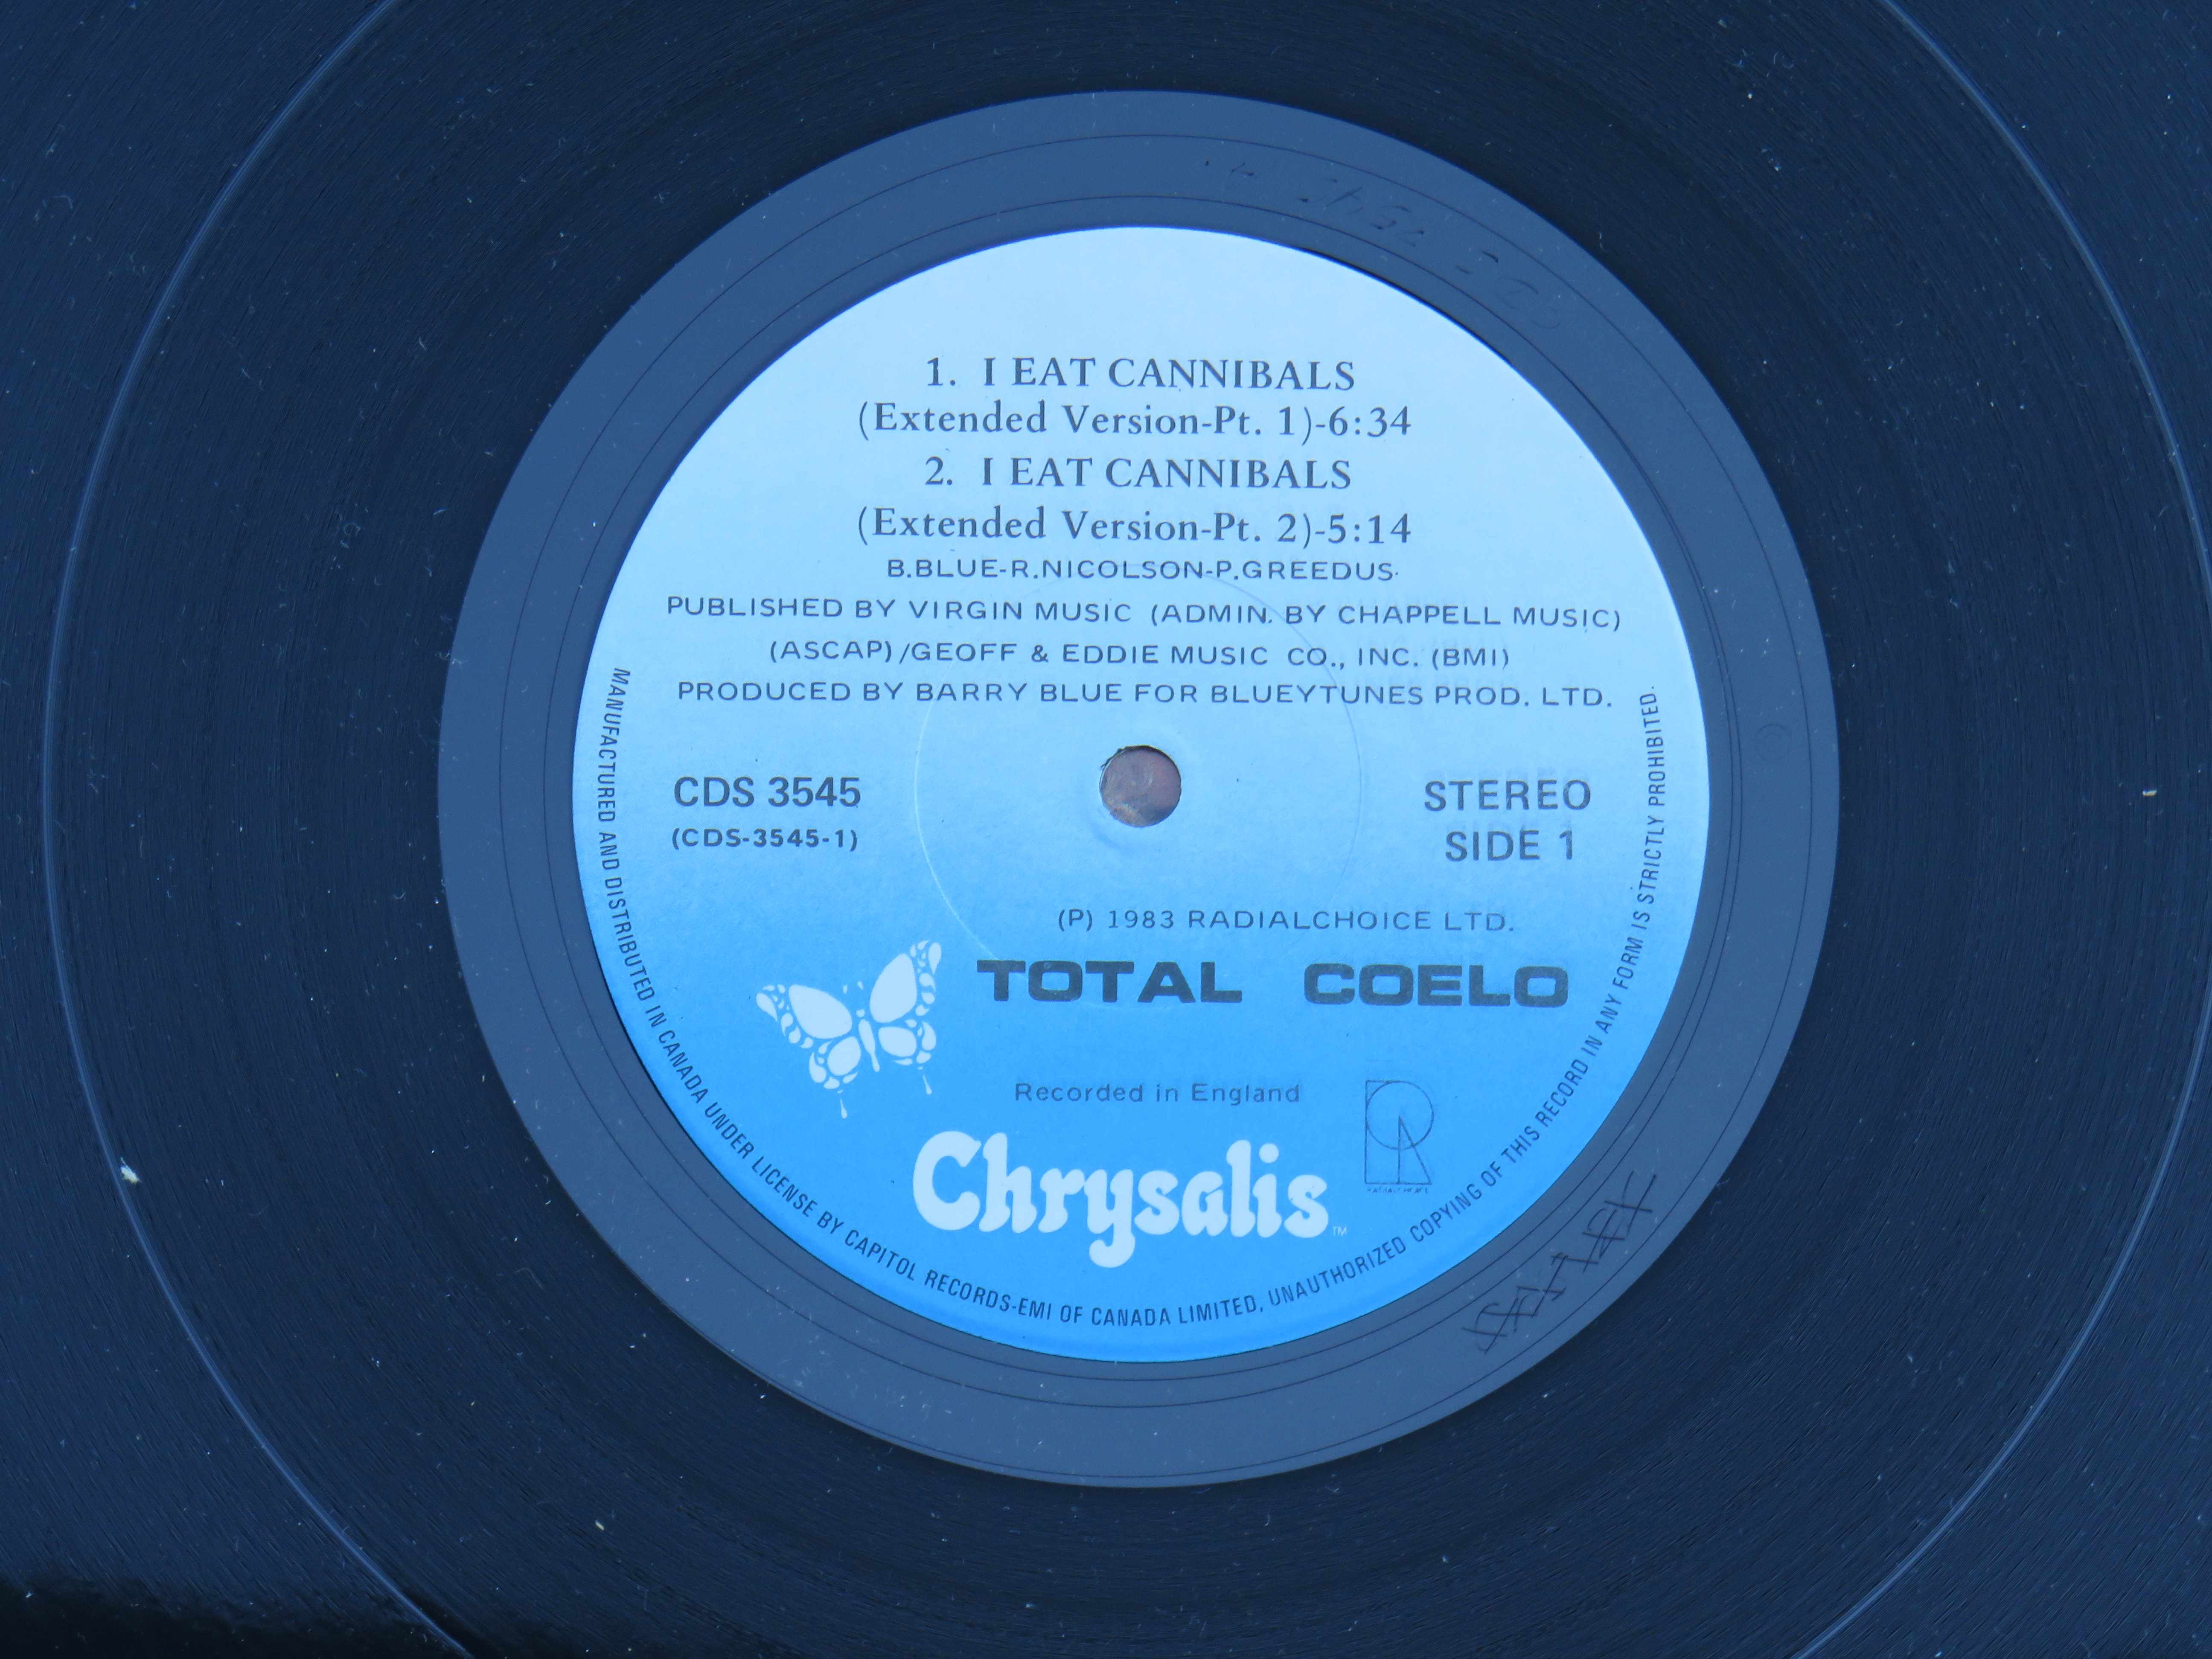 1. I EAT CANNIBALS
(Extended Version-Pt. 1)-6:34
2. I EAT CANNIBALS
(Extended Version-Pt. 2)-5:14
B.BLUE-R.NICOLSON-P.GREEDUS
PUBLISHED BY VIRGIN MUSIC (ADMIN. BY CHAPPELL MUSIC)
(ASCAP)/GEOFF & EDDIE MUSIC CO., INC. (BMI)
PRODUCED BY BARRY BLUE FOR BLUEYTUNES PROD. LTD.
CDS 3545
(CDS-3545-1)
STEREO
SIDE 1
(P) 1983 RADIALCHOICE LTD.
TOTAL COELO
Recorded in England
Chrysalis™
MANUFACTURED AND DISTRIBUTED IN CANADA UNDER LICENSE BY CAPITOL RECORDS-EMI OF CANADA LIMITED, UNAUTHORIZED COPYING OF THIS RECORD IN ANY FORM IS STRICTLY PROHIBITED.